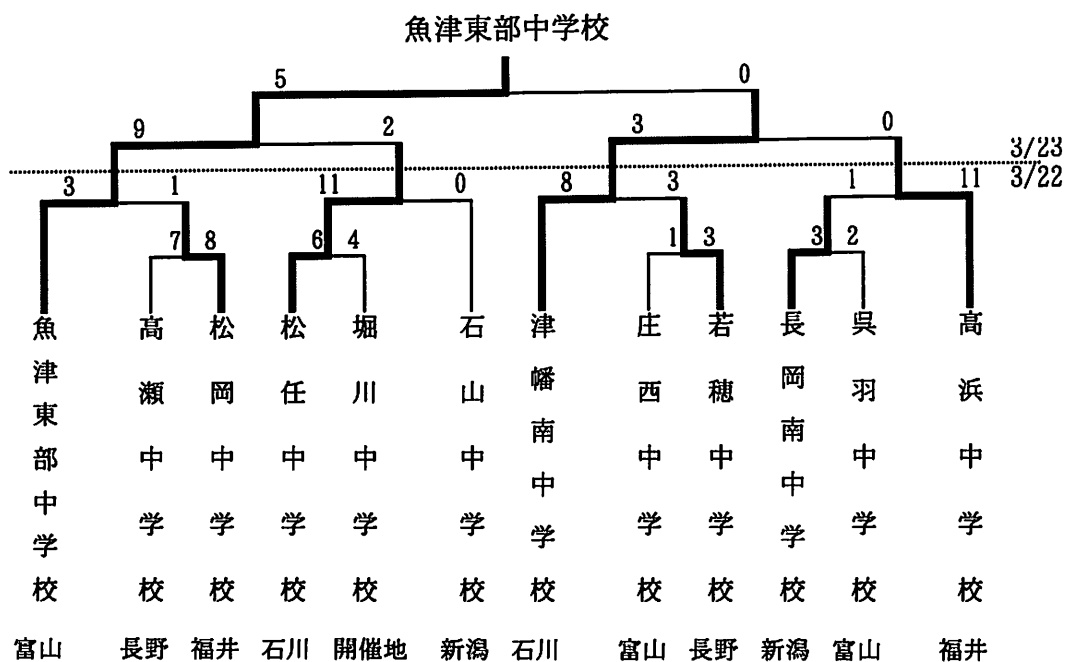 魚津東部中学校
5 0
9 2 3 0
3/23
3/22
3 1 11 0 8 3 1 11
7 8 6 4 1 3 3 2
魚津東部中学校
高瀬中学校
松岡中学校
松任中学校
堀川中学校
石山中学校
津幡南中学校
庄西中学校
若穂中学校
長岡南中学校
呉羽中学校
高浜中学校
富山 長野 福井 石川 開催地 新潟 石川 富山 長野 新潟 富山 福井